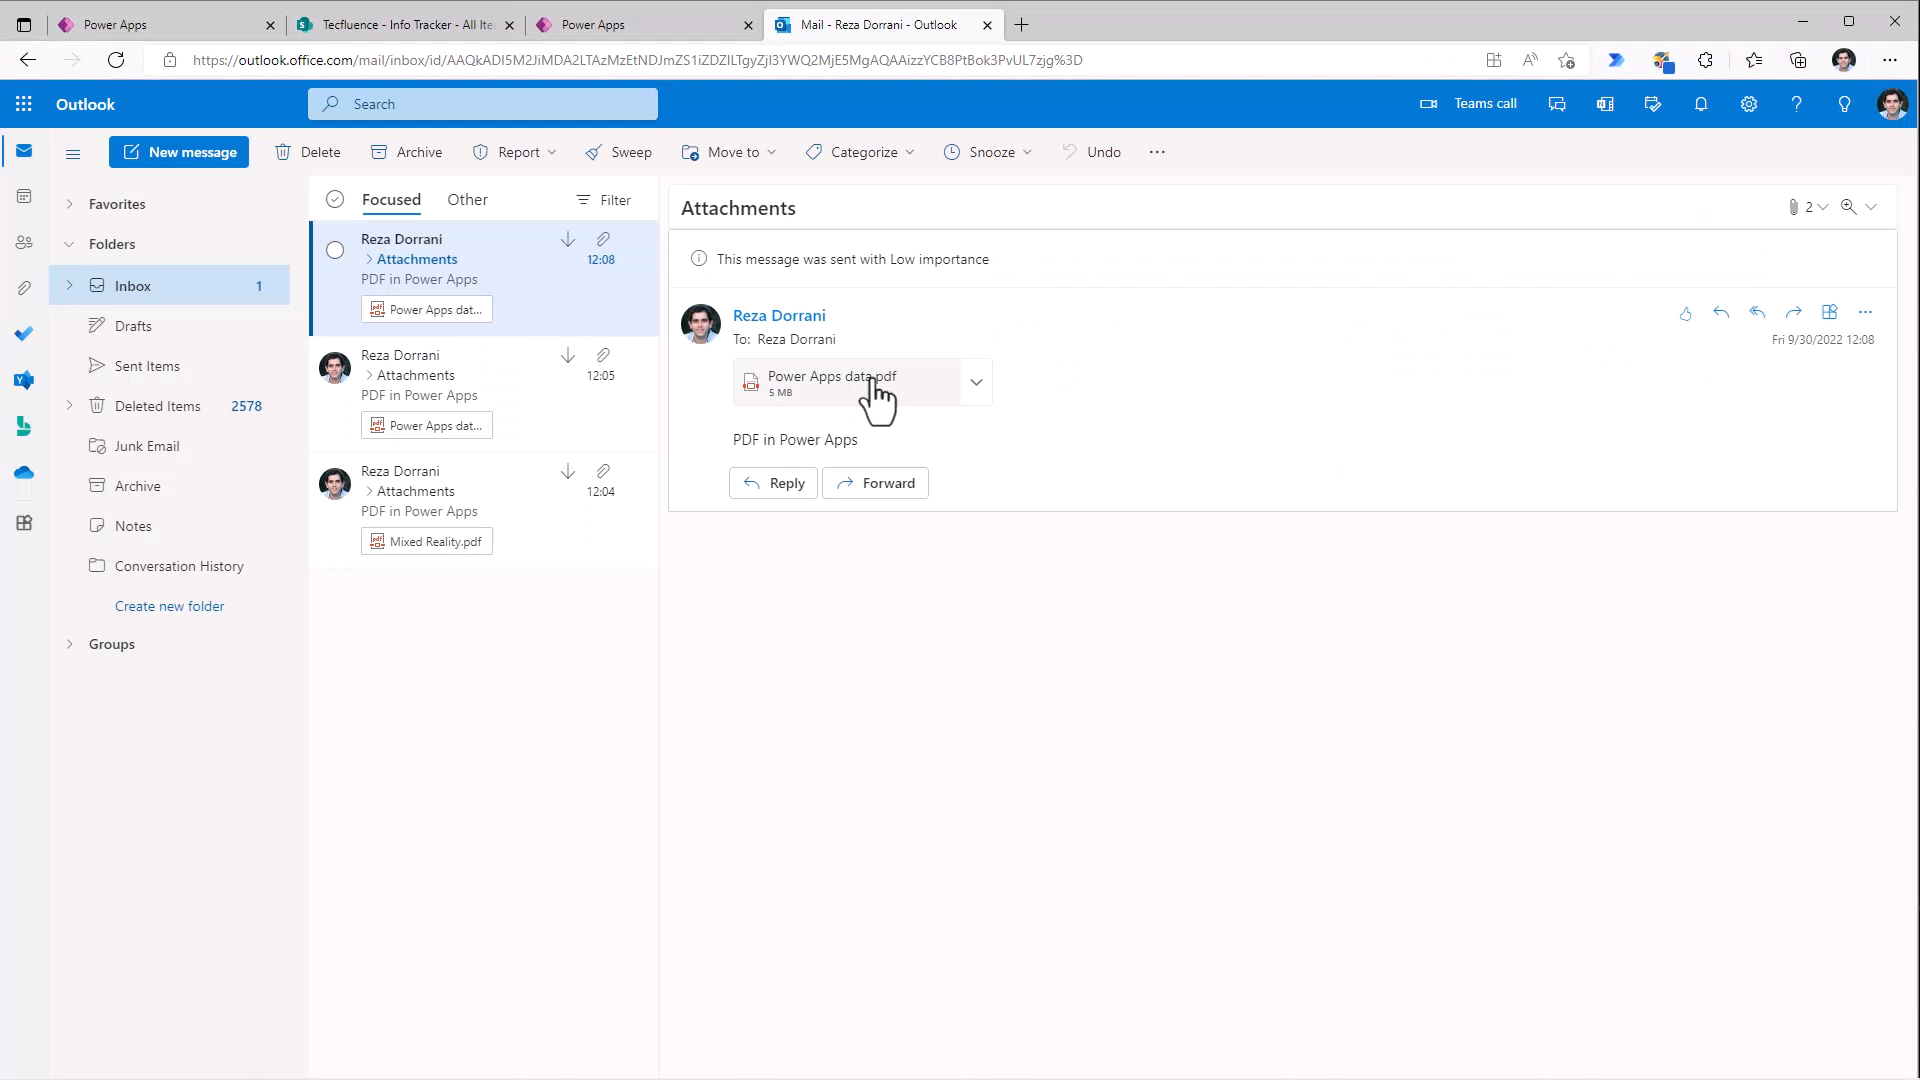 Power Apps
Tecfluence - Info Tracker - All Ite
Power Apps
Mail - Reza Dorrani - Outlook
https://outlook.office.com/mail/inbox/id/AAQkADI5M2JiMDA2LTAzMzEtNDJmZS1iZDZlLTgyZjI3YWQ2MjE5MgAQAAizzYCB8PtBok3PvUL7zjg%3D
Outlook
Search
Teams call
New message
Delete
Archive
Report
Sweep
Move to
Categorize
Snooze
Undo
Favorites
Folders
Inbox 1
Drafts
Sent Items
Deleted Items 2578
Junk Email
Archive
Notes
Conversation History
Create new folder
Groups
Focused
Other
Filter
Reza Dorrani
Attachments 12:08
PDF in Power Apps
Power Apps dat...
Reza Dorrani
Attachments 12:05
PDF in Power Apps
Power Apps dat...
Reza Dorrani
Attachments 12:04
PDF in Power Apps
Mixed Reality.pdf
Attachments
2
This message was sent with Low importance
Reza Dorrani
To: Reza Dorrani
Fri 9/30/2022 12:08
Power Apps data.pdf
5 MB
PDF in Power Apps
Reply
Forward